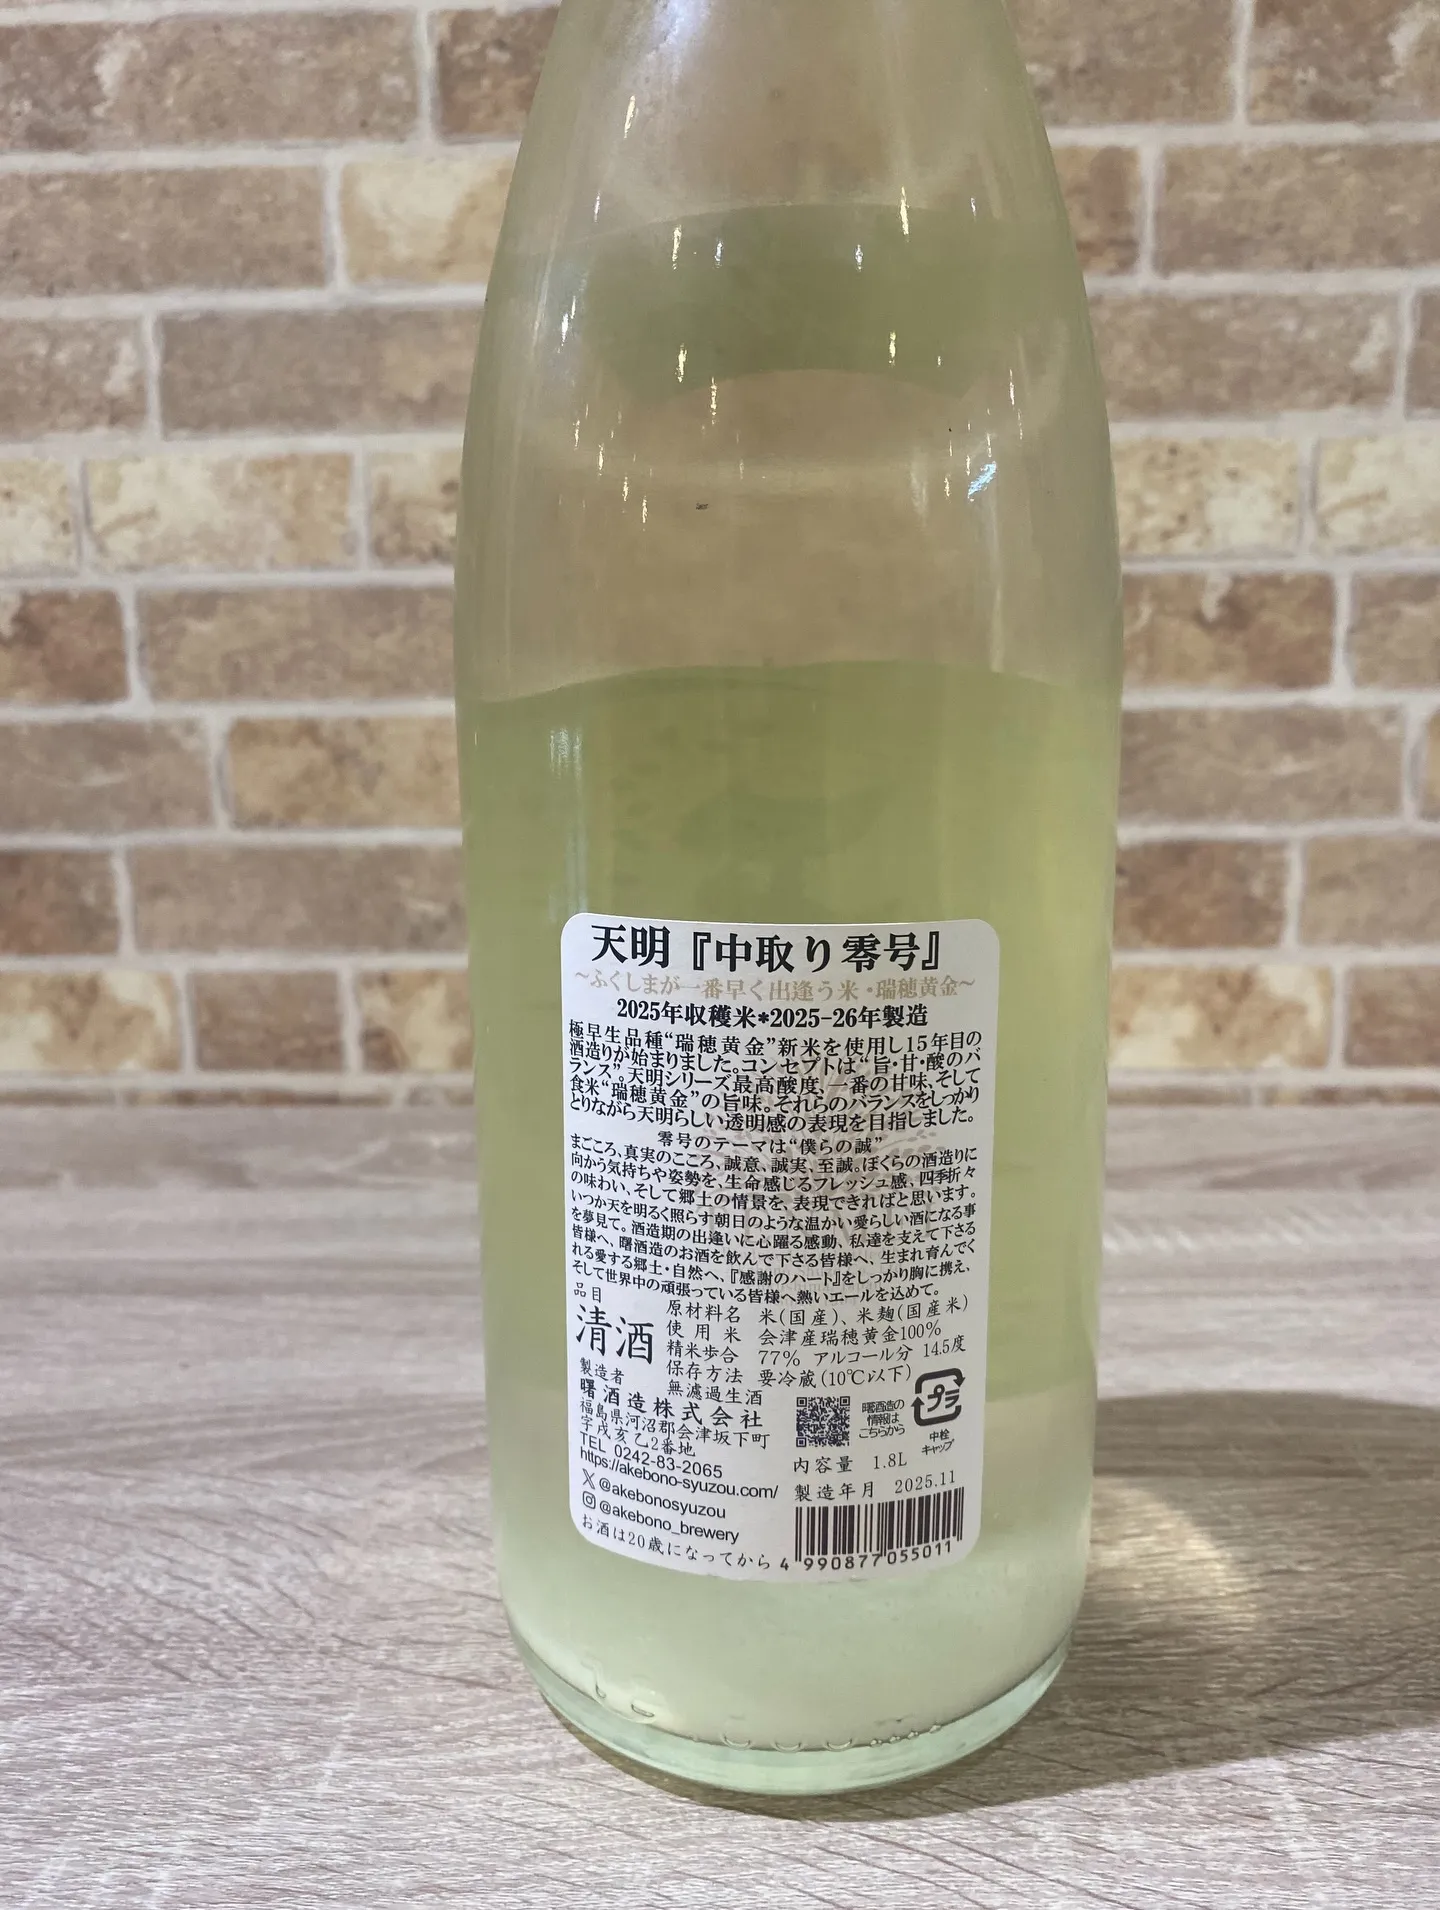 天明『中取り零号』
～ふくしまが一番早く出逢う米・瑞穂黄金～
2025年収穫米*2025-26年製造
極早生品種“瑞穂黄金”新米を使用し15年目の
酒造りが始まりました。コンセプトは“旨・甘・酸のバ
ランス”。天明シリーズ最高酸度、一番の甘味、そして
食米“瑞穂黄金”の旨味。それらのバランスをしっかり
とりながら天明らしい透明感の表現を目指しました。
零号のテーマは“僕らの誠”
まごころ、真実のこころ、誠意、誠実、至誠。ぼくらの酒造りに
向かう気持ちや姿勢を、生命感じるフレッシュ感、四季折々
の味わい、そして郷土の情景を、表現できればと思います。
いつか天を明るく照らす朝日のような温かい愛らしい酒になる事
を夢見て。酒造期の出逢いに心躍る感動、私達を支えて下さる
皆様へ、曙酒造のお酒を飲んで下さる皆様へ、生まれ育んでく
れる愛する郷土・自然へ、『感謝のハート』をしっかり胸に携え、
そして世界中の頑張っている皆様へ熱いエールを込めて。
品目
清酒
原材料名 米(国産)、米麹(国産米)
使用米 会津産瑞穂黄金100%
精米歩合 77% アルコール分 14.5度
保存方法 要冷蔵(10℃以下)
無濾過生酒
製造者
曙酒造株式会社
福島県河沼郡会津坂下町
字戌亥乙2番地
TEL 0242-83-2065
https://akebono-syuzou.com/
@akebonosyuzou
@akebono_brewery
お酒は20歳になってから
曙酒造の
情報は
こちらから
プラ
中栓
キャップ
内容量 1.8L
製造年月 2025.11
4 990877 055011